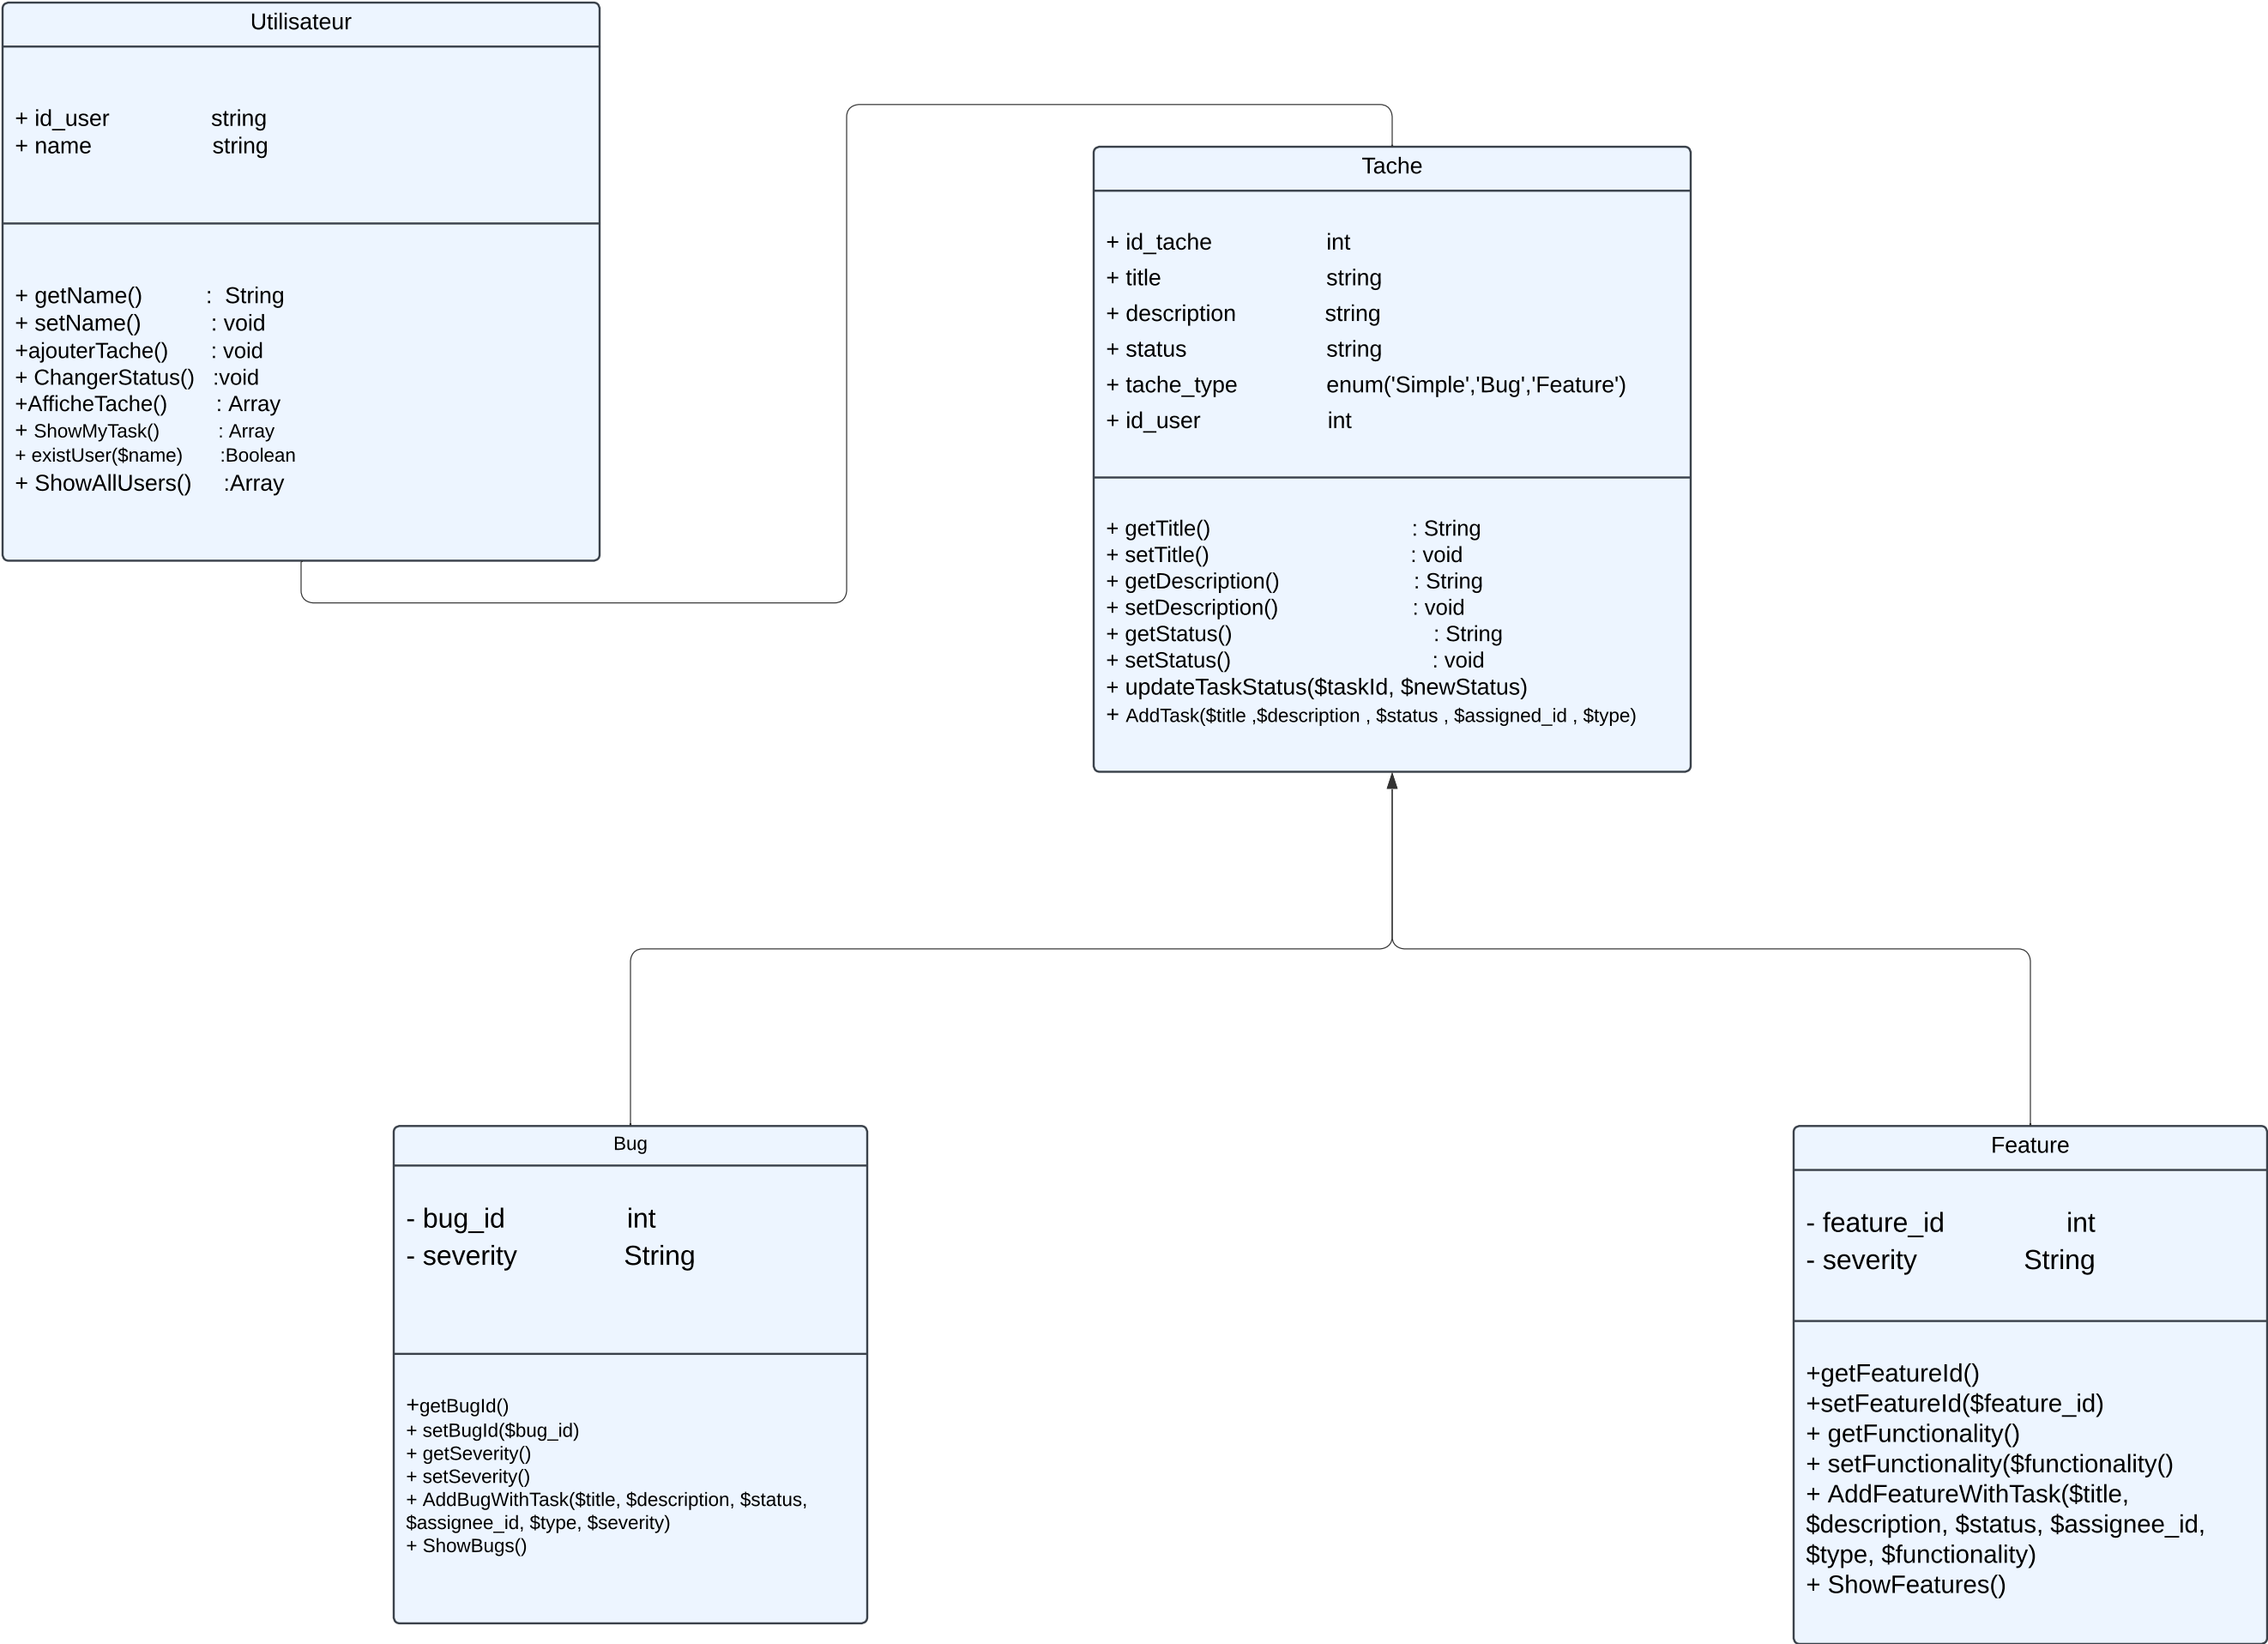 Utilisateur
+ id_user string
+ name string
+ getName() : String
+ setName() : void
+ajouterTache() : void
+ ChangerStatus() :void
+AfficheTache() : Array
+ ShowMyTask() : Array
+ existUser($name) :Boolean
+ ShowAllUsers() :Array
Tache
+ id_tache int
+ title string
+ description string
+ status string
+ tache_type enum('Simple','Bug','Feature')
+ id_user int
+ getTitle() : String
+ setTitle() : void
+ getDescription() : String
+ setDescription() : void
+ getStatus() : String
+ setStatus() : void
+ updateTaskStatus($taskId, $newStatus)
+ AddTask($title ,$description , $status , $assigned_id , $type)
Bug
- bug_id int
- severity String
+getBugId()
+ setBugId($bug_id)
+ getSeverity()
+ setSeverity()
+ AddBugWithTask($title, $description, $status,
$assignee_id, $type, $severity)
+ ShowBugs()
Feature
- feature_id int
- severity String
+getFeatureId()
+setFeatureId($feature_id)
+ getFunctionality()
+ setFunctionality($functionality()
+ AddFeatureWithTask($title,
$description, $status, $assignee_id,
$type, $functionality)
+ ShowFeatures()